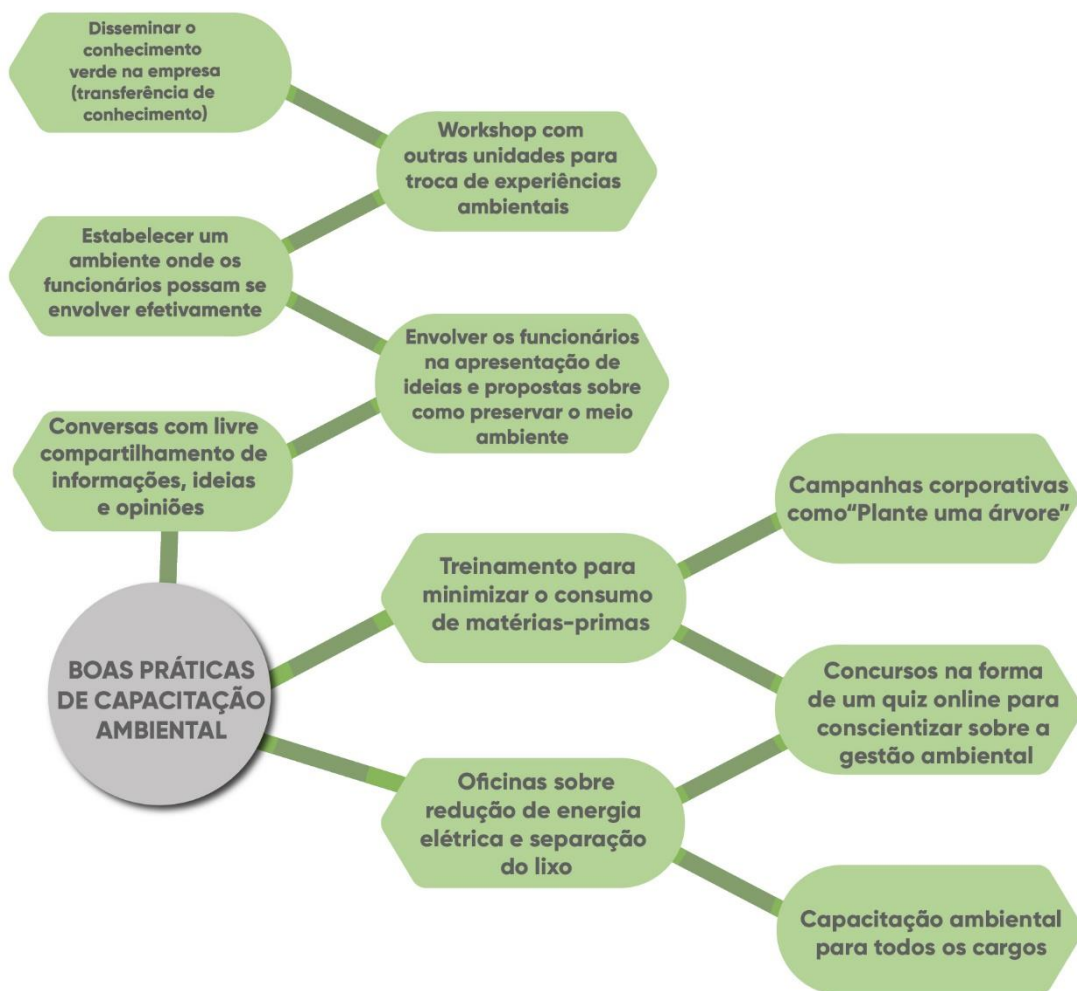 Disseminar o
conhecimento
verde na empresa
(transferência de
conhecimento)
Workshop com
outras unidades para
troca de experiências
ambientais
Estabelecer um
ambiente onde os
funcionários possam se
envolver efetivamente
Envolver os funcionários
na apresentação de
ideias e propostas sobre
como preservar o meio
ambiente
Conversas com livre
compartilhamento de
informações, ideias
e opiniões
Campanhas corporativas
como“Plante uma árvore”
Treinamento para
minimizar o consumo
de matérias-primas
BOAS PRÁTICAS
DE CAPACITAÇÃO
AMBIENTAL
Concursos na forma
de um quiz online para
conscientizar sobre a
gestão ambiental
Oficinas sobre
redução de energia
elétrica e separação
do lixo
Capacitação ambiental
para todos os cargos